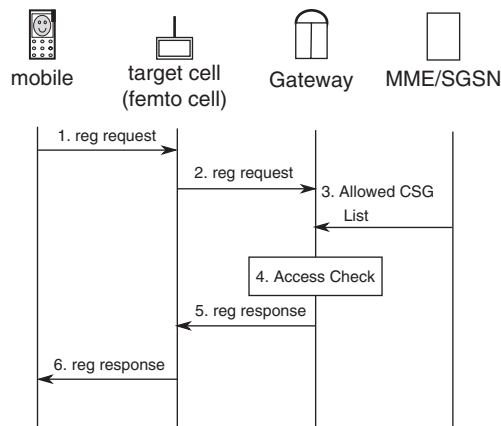 mobile
target cell
(femto cell)
Gateway
MME/SGSN
1. reg request
2. reg request
3. Allowed CSG
List
4. Access Check
5. reg response
6. reg response